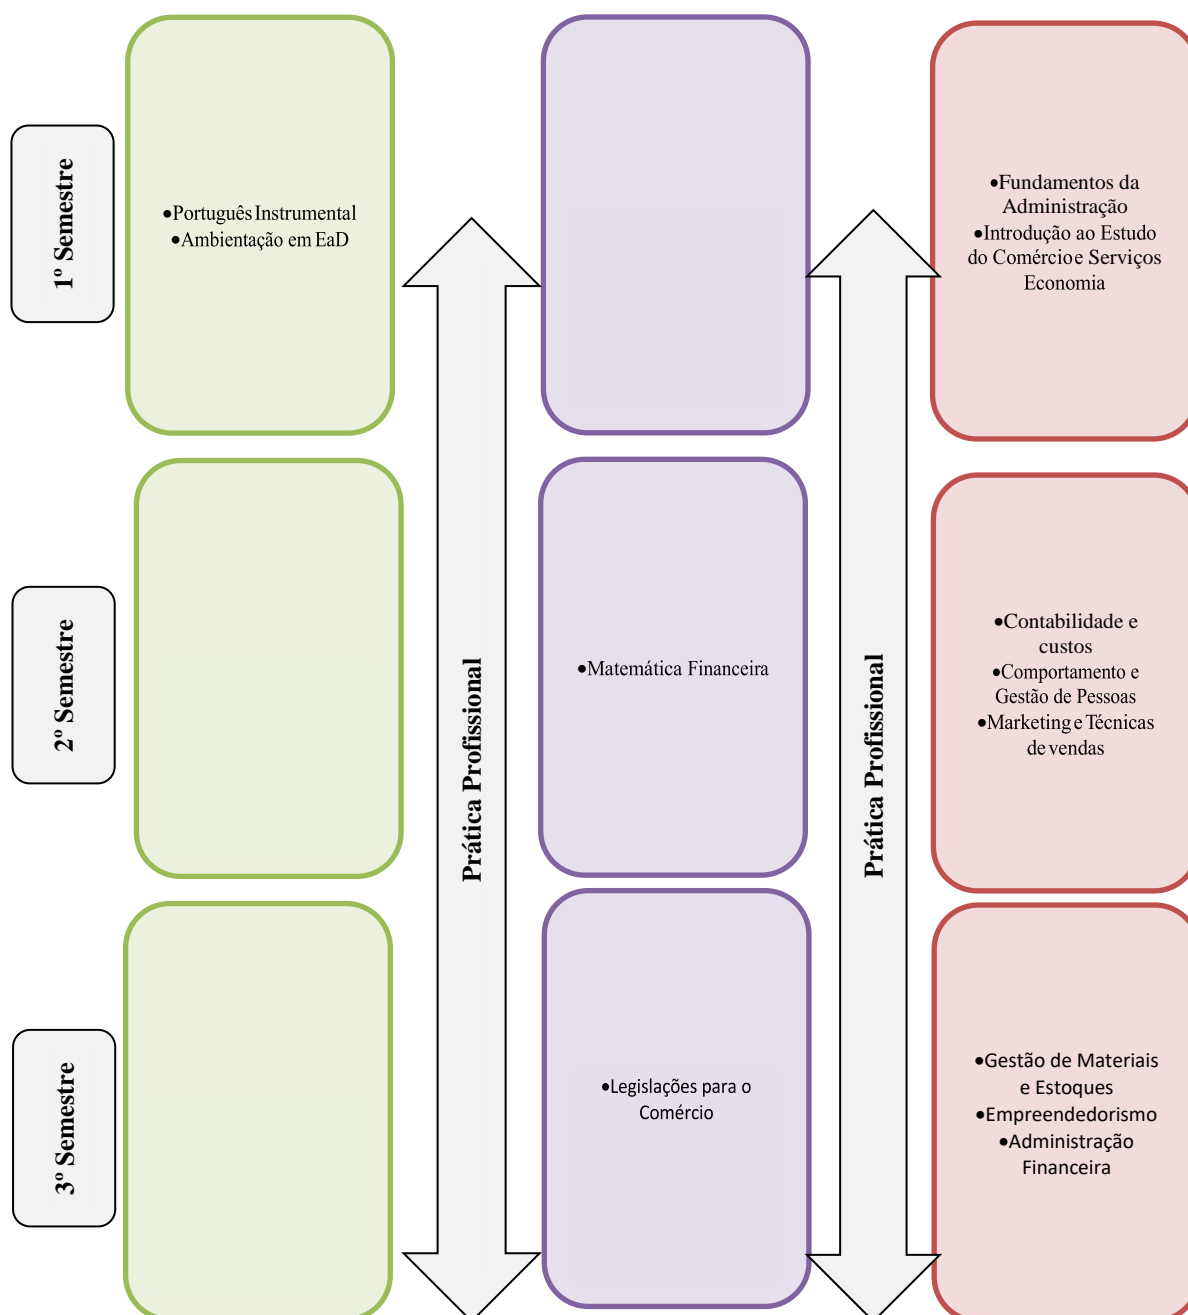 1º Semestre
•Português Instrumental
•Ambientação em EaD
•Fundamentos da
Administração
•Introdução ao Estudo
do Comércio e Serviços
Economia
2º Semestre
Prática Profissional
•Matemática Financeira
Prática Profissional
•Contabilidade e
custos
•Comportamento e
Gestão de Pessoas
•Marketing e Técnicas
de vendas
3º Semestre
•Legislações para o
Comércio
•Gestão de Materiais
e Estoques
•Empreendedorismo
•Administração
Financeira